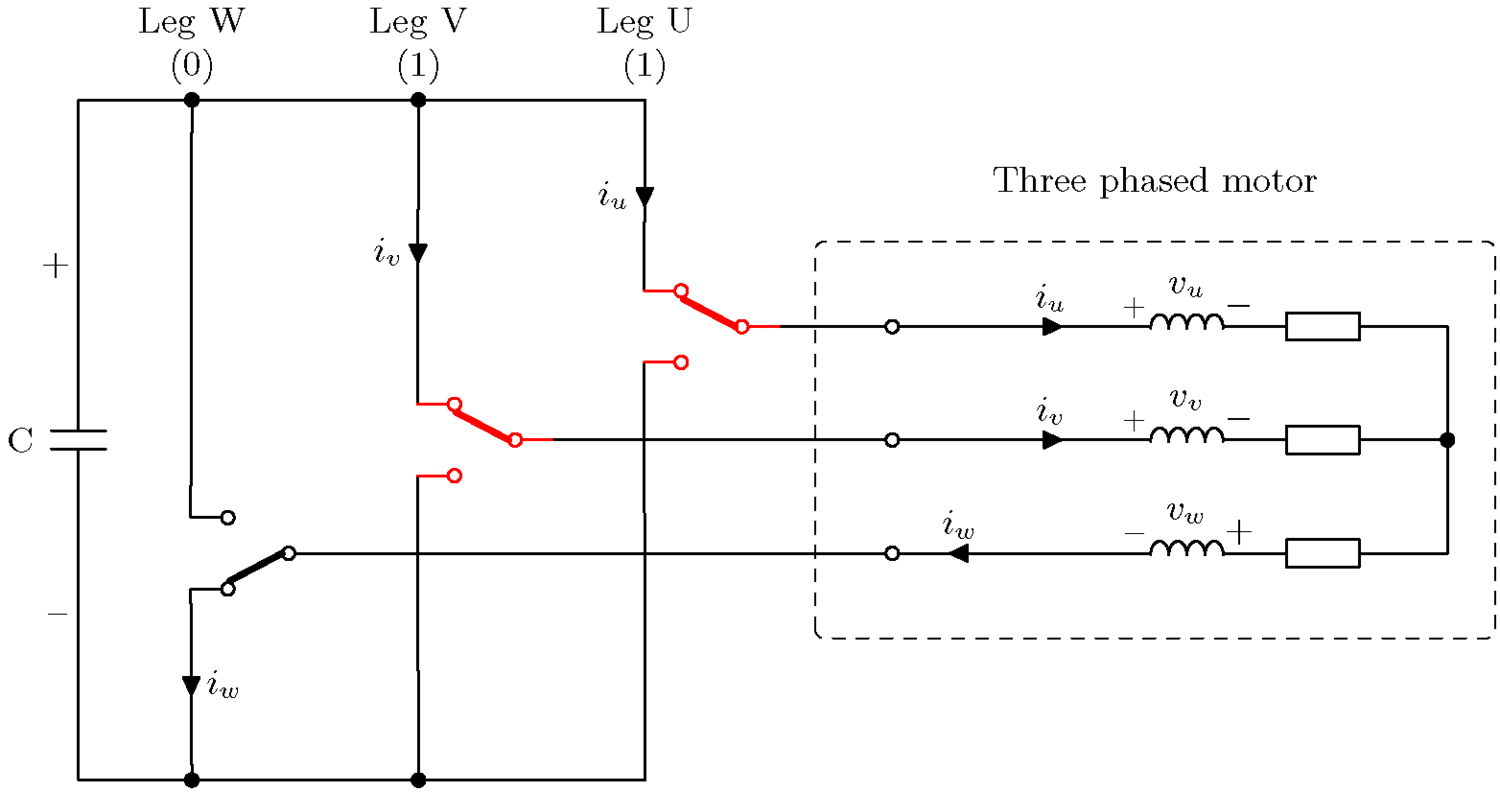 Leg W
(0)
Leg V
(1)
Leg U
(1)
Three phased motor
i_u
i_v
i_w
+
C
−
i_u
+ v_u −
i_v
+ v_v −
i_w
− v_w +